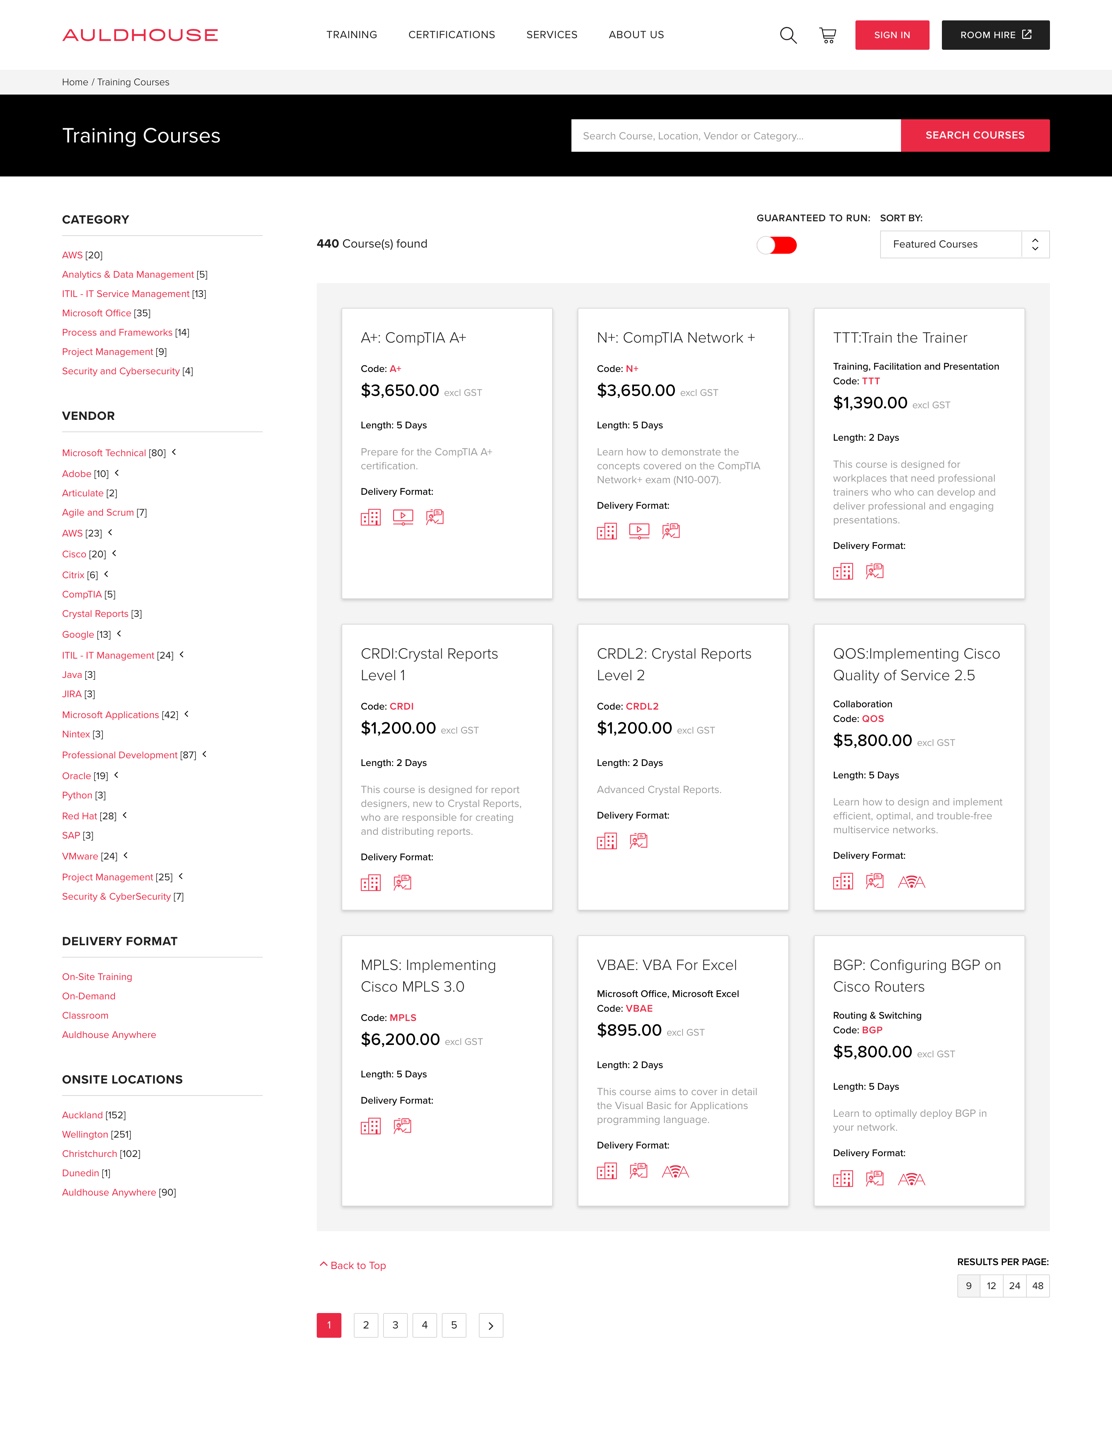 AULDHOUSE
TRAINING
CERTIFICATIONS
SERVICES
ABOUT US
SIGN IN
ROOM HIRE
Home / Training Courses
Training Courses
Search Course, Location, Vendor or Category...
SEARCH COURSES
CATEGORY
AWS [20]
Analytics & Data Management [5]
ITIL - IT Service Management [13]
Microsoft Office [35]
Process and Frameworks [14]
Project Management [9]
Security and Cybersecurity [4]
VENDOR
Microsoft Technical [80]
Adobe [10]
Articulate [2]
Agile and Scrum [7]
AWS [23]
Cisco [20]
Citrix [6]
CompTIA [5]
Crystal Reports [3]
Google [13]
ITIL - IT Management [24]
Java [3]
JIRA [3]
Microsoft Applications [42]
Nintex [3]
Professional Development [87]
Oracle [19]
Python [3]
Red Hat [28]
SAP [3]
VMware [24]
Project Management [25]
Security & CyberSecurity [7]
DELIVERY FORMAT
On-Site Training
On-Demand
Classroom
Auldhouse Anywhere
ONSITE LOCATIONS
Auckland [152]
Wellington [251]
Christchurch [102]
Dunedin [1]
Auldhouse Anywhere [90]
440 Course(s) found
GUARANTEED TO RUN:
SORT BY:
Featured Courses
A+: CompTIA A+
Code: A+
$3,650.00 excl GST
Length: 5 Days
Prepare for the CompTIA A+
certification.
Delivery Format:
N+: CompTIA Network +
Code: N+
$3,650.00 excl GST
Length: 5 Days
Learn how to demonstrate the
concepts covered on the CompTIA
Network+ exam (N10-007).
Delivery Format:
TTT:Train the Trainer
Training, Facilitation and Presentation
Code: TTT
$1,390.00 excl GST
Length: 2 Days
This course is designed for
workplaces that need professional
trainers who who can develop and
deliver professional and engaging
presentations.
Delivery Format:
CRDI:Crystal Reports
Level 1
Code: CRDI
$1,200.00 excl GST
Length: 2 Days
This course is designed for report
designers, new to Crystal Reports,
who are responsible for creating
and distributing reports.
Delivery Format:
CRDL2: Crystal Reports
Level 2
Code: CRDL2
$1,200.00 excl GST
Length: 2 Days
Advanced Crystal Reports.
Delivery Format:
QOS:Implementing Cisco
Quality of Service 2.5
Collaboration
Code: QOS
$5,800.00 excl GST
Length: 5 Days
Learn how to design and implement
efficient, optimal, and trouble-free
multiservice networks.
Delivery Format:
MPLS: Implementing
Cisco MPLS 3.0
Code: MPLS
$6,200.00 excl GST
Length: 5 Days
Delivery Format:
VBAE: VBA For Excel
Microsoft Office, Microsoft Excel
Code: VBAE
$895.00 excl GST
Length: 2 Days
This course aims to cover in detail
the Visual Basic for Applications
programming language.
Delivery Format:
BGP: Configuring BGP on
Cisco Routers
Routing & Switching
Code: BGP
$5,800.00 excl GST
Length: 5 Days
Learn to optimally deploy BGP in
your network.
Delivery Format:
Back to Top
RESULTS PER PAGE:
9 12 24 48
1 2 3 4 5